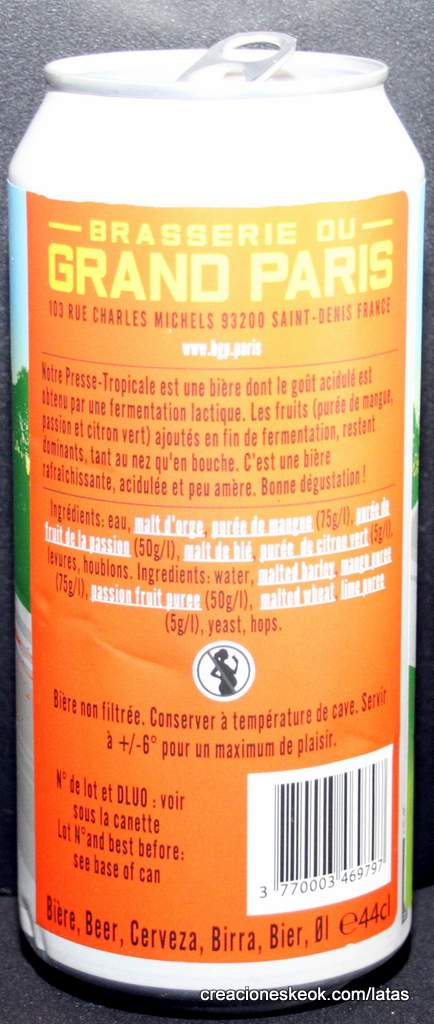 BRASSERIE DU
GRAND PARIS
103 RUE CHARLES MICHELS 93200 SAINT-DENIS FRANCE
www.bgp.paris
Notre Presse-Tropicale est une bière dont le goût acidulé est
obtenu par une fermentation lactique. Les fruits (purée de mangue,
passion et citron vert) ajoutés en fin de fermentation, restent
dominants, tant au nez qu'en bouche. C'est une bière
rafraîchissante, acidulée et peu amère. Bonne dégustation !
Ingrédients: eau, malt d'orge, purée de mangue (75g/l), purée de
fruit de la passion (50g/l), malt de blé, purée de citron vert (5g/l),
levures, houblons. Ingredients: water, malted barley, mango puree
(75g/l), passion fruit puree (50g/l), malted wheat, lime puree
(5g/l), yeast, hops.
Bière non filtrée. Conserver à température de cave. Servir
à +/-6° pour un maximum de plaisir.
N° de lot et DLUO : voir
sous la canette
Lot N°and best before:
see base of can
3 770003 469797
Bière, Beer, Cerveza, Birra, Bier, Øl ℮44cl
creacioneskeok.com/latas